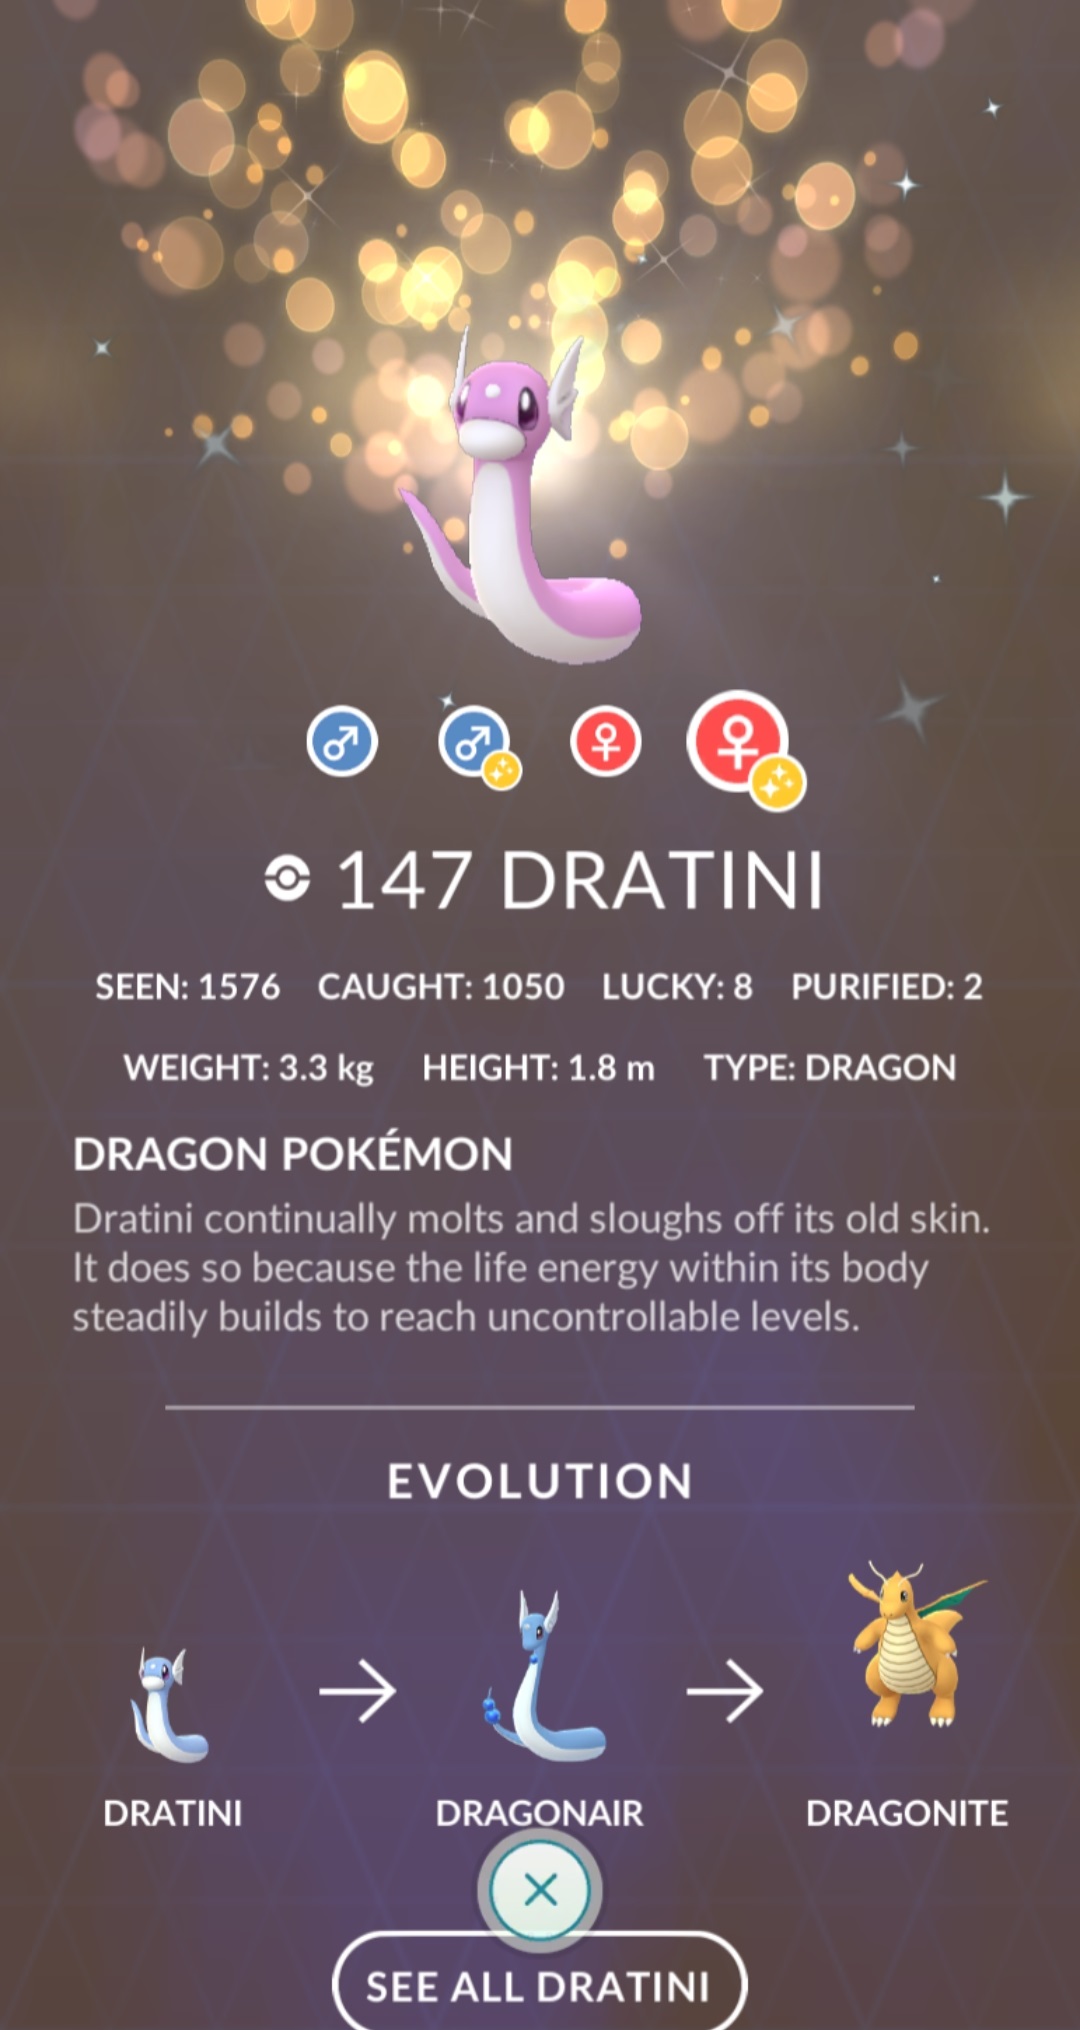 147 DRATINI
SEEN: 1576 CAUGHT: 1050 LUCKY: 8 PURIFIED: 2
WEIGHT: 3.3 kg HEIGHT: 1.8 m TYPE: DRAGON
DRAGON POKÉMON
Dratini continually molts and sloughs off its old skin.
It does so because the life energy within its body
steadily builds to reach uncontrollable levels.
EVOLUTION
DRATINI DRAGONAIR DRAGONITE
SEE ALL DRATINI